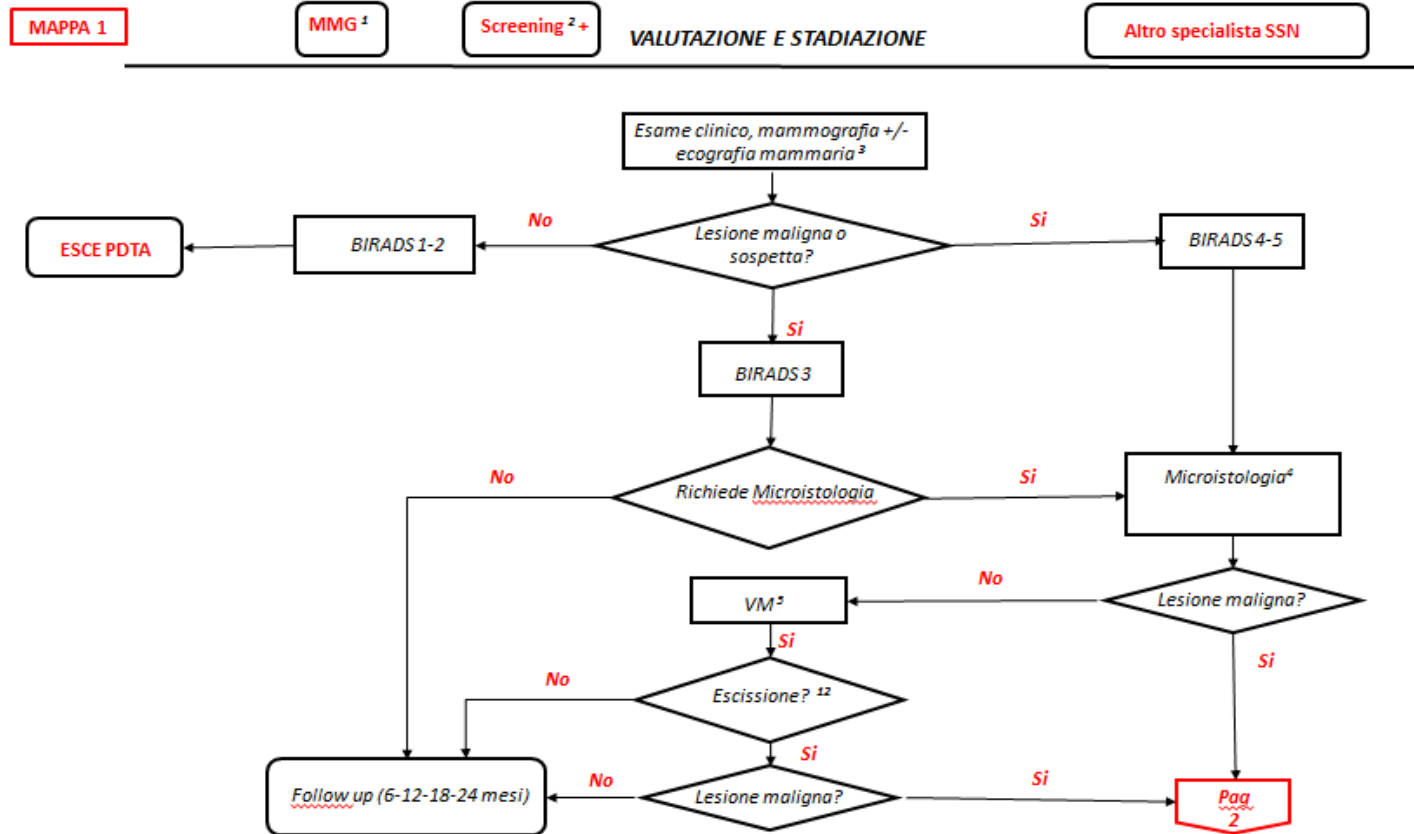 MAPPA 1
MMG ¹
Screening ² +
VALUTAZIONE E STADIAZIONE
Altro specialista SSN
Esame clinico, mammografia +/-
ecografia mammaria ³
No
Si
ESCE PDTA
BIRADS 1-2
Lesione maligna o
sospetta?
BIRADS 4-5
Si
BIRADS 3
No
Richiede Microistologia
Si
Microistologia⁴
No
VM ⁵
Lesione maligna?
Si
Si
No
Escissione? ¹²
Si
Follow up (6-12-18-24 mesi)
No
Lesione maligna?
Si
Pag
2